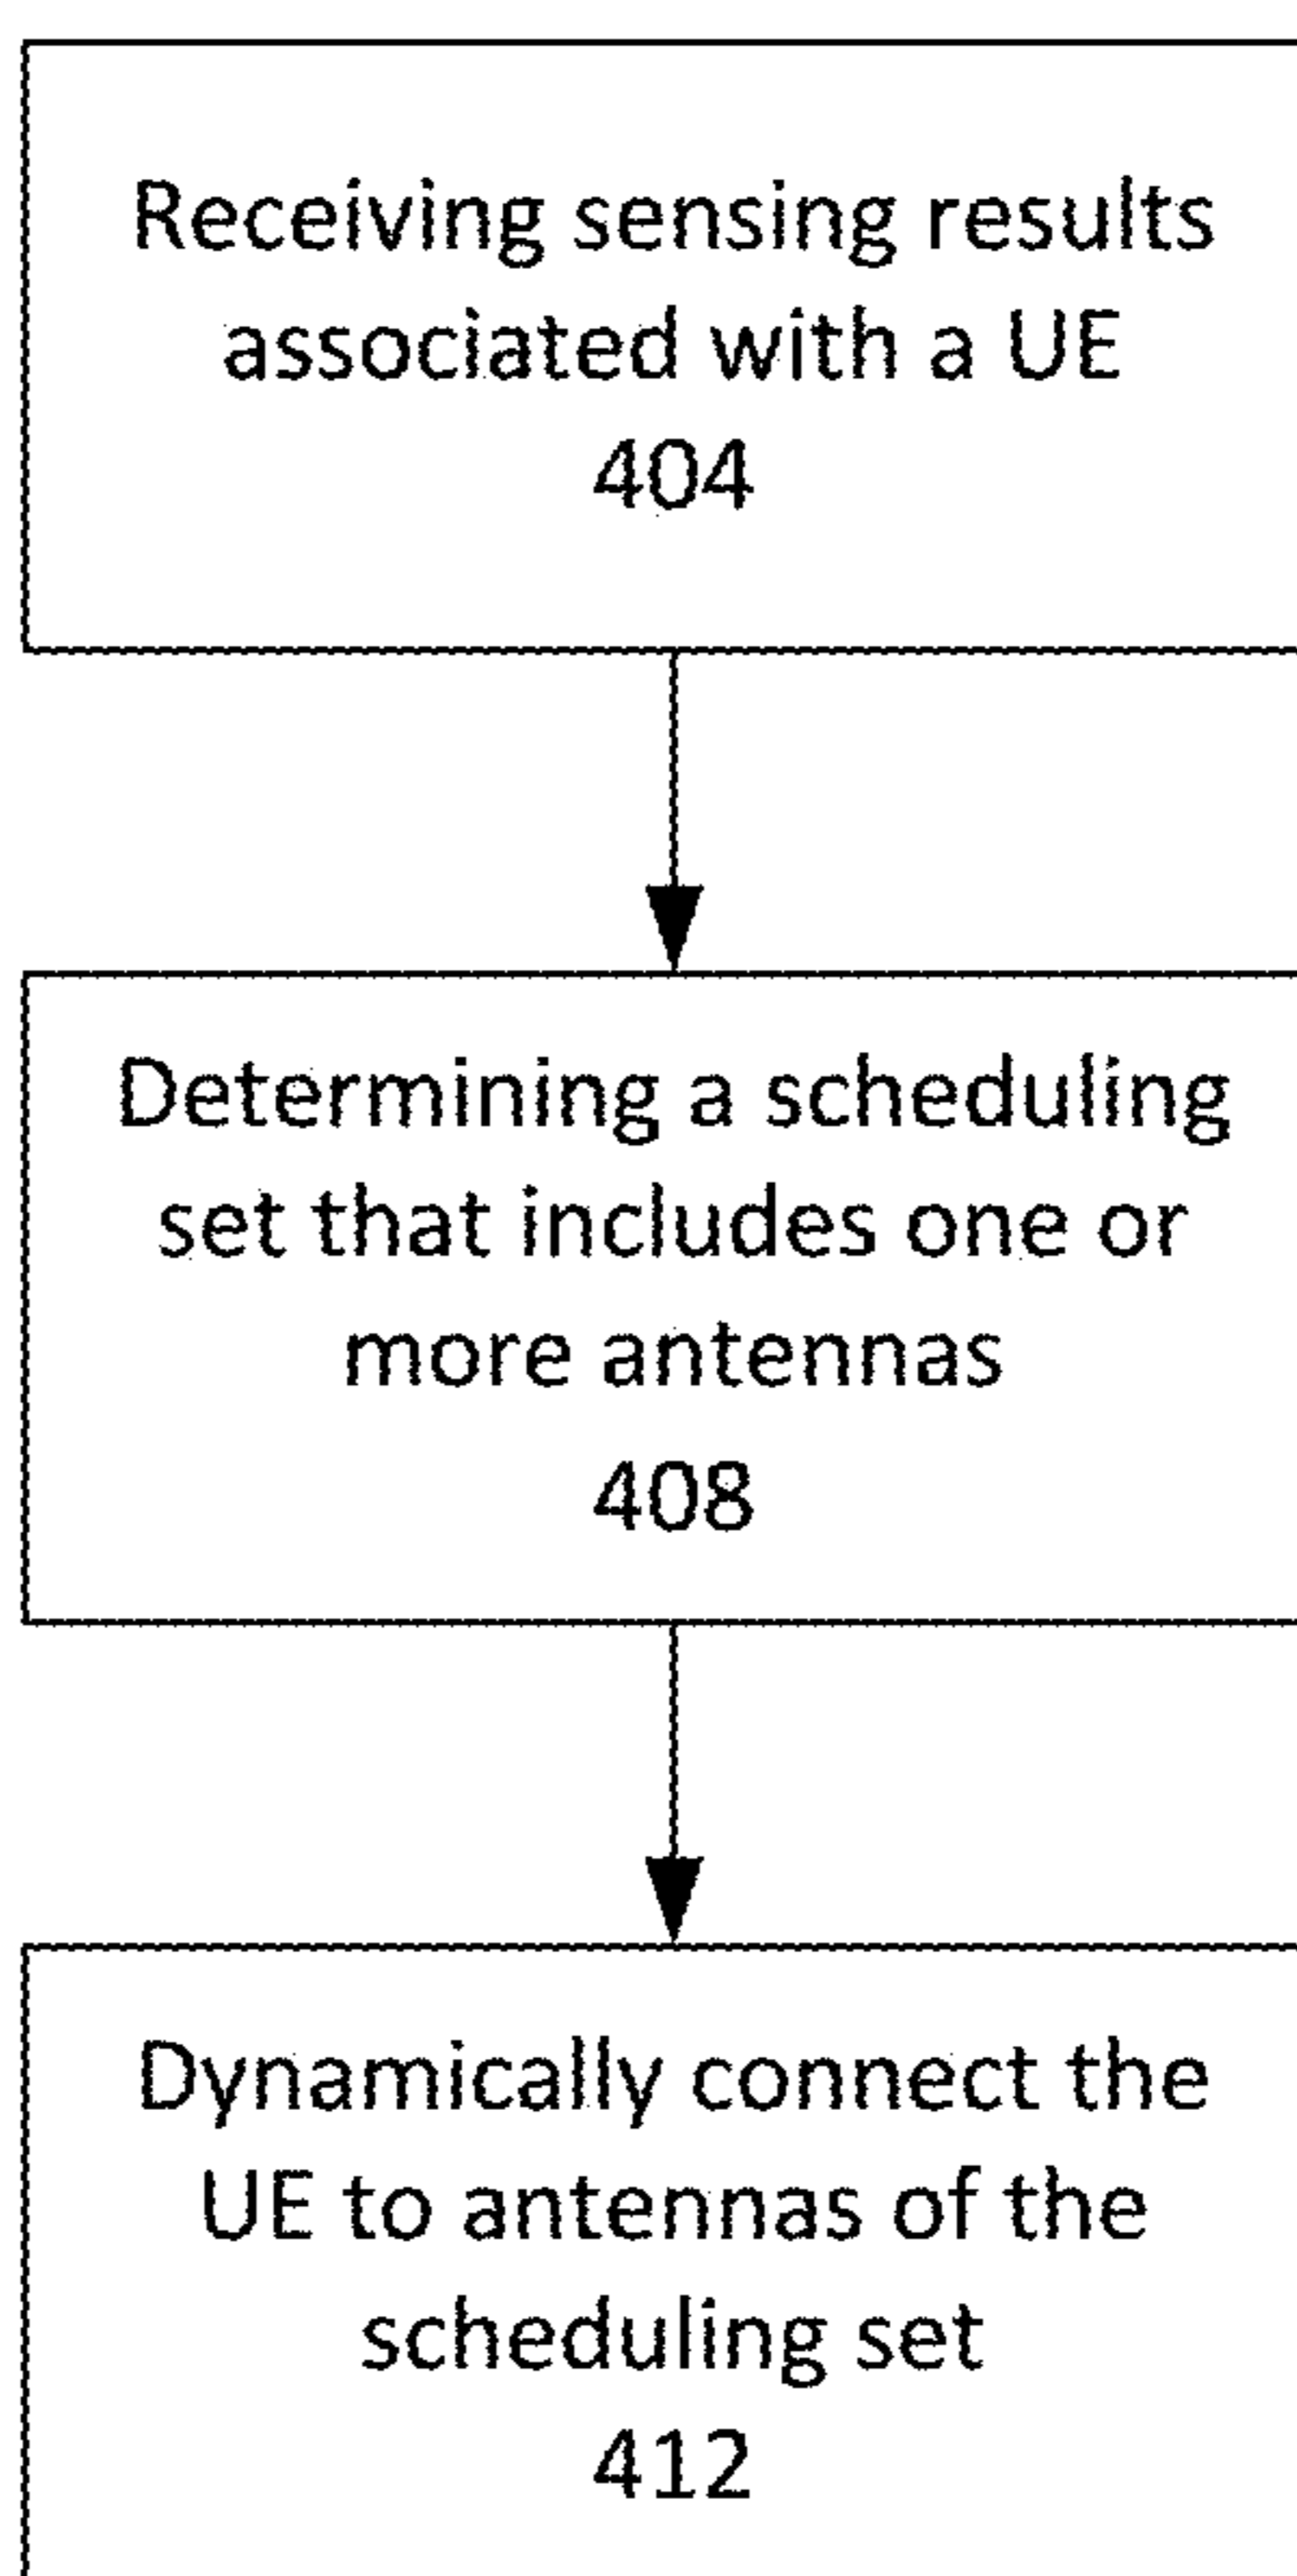 Receiving sensing results
associated with a UE
404
Determining a scheduling
set that includes one or
more antennas
408
Dynamically connect the
UE to antennas of the
scheduling set
412